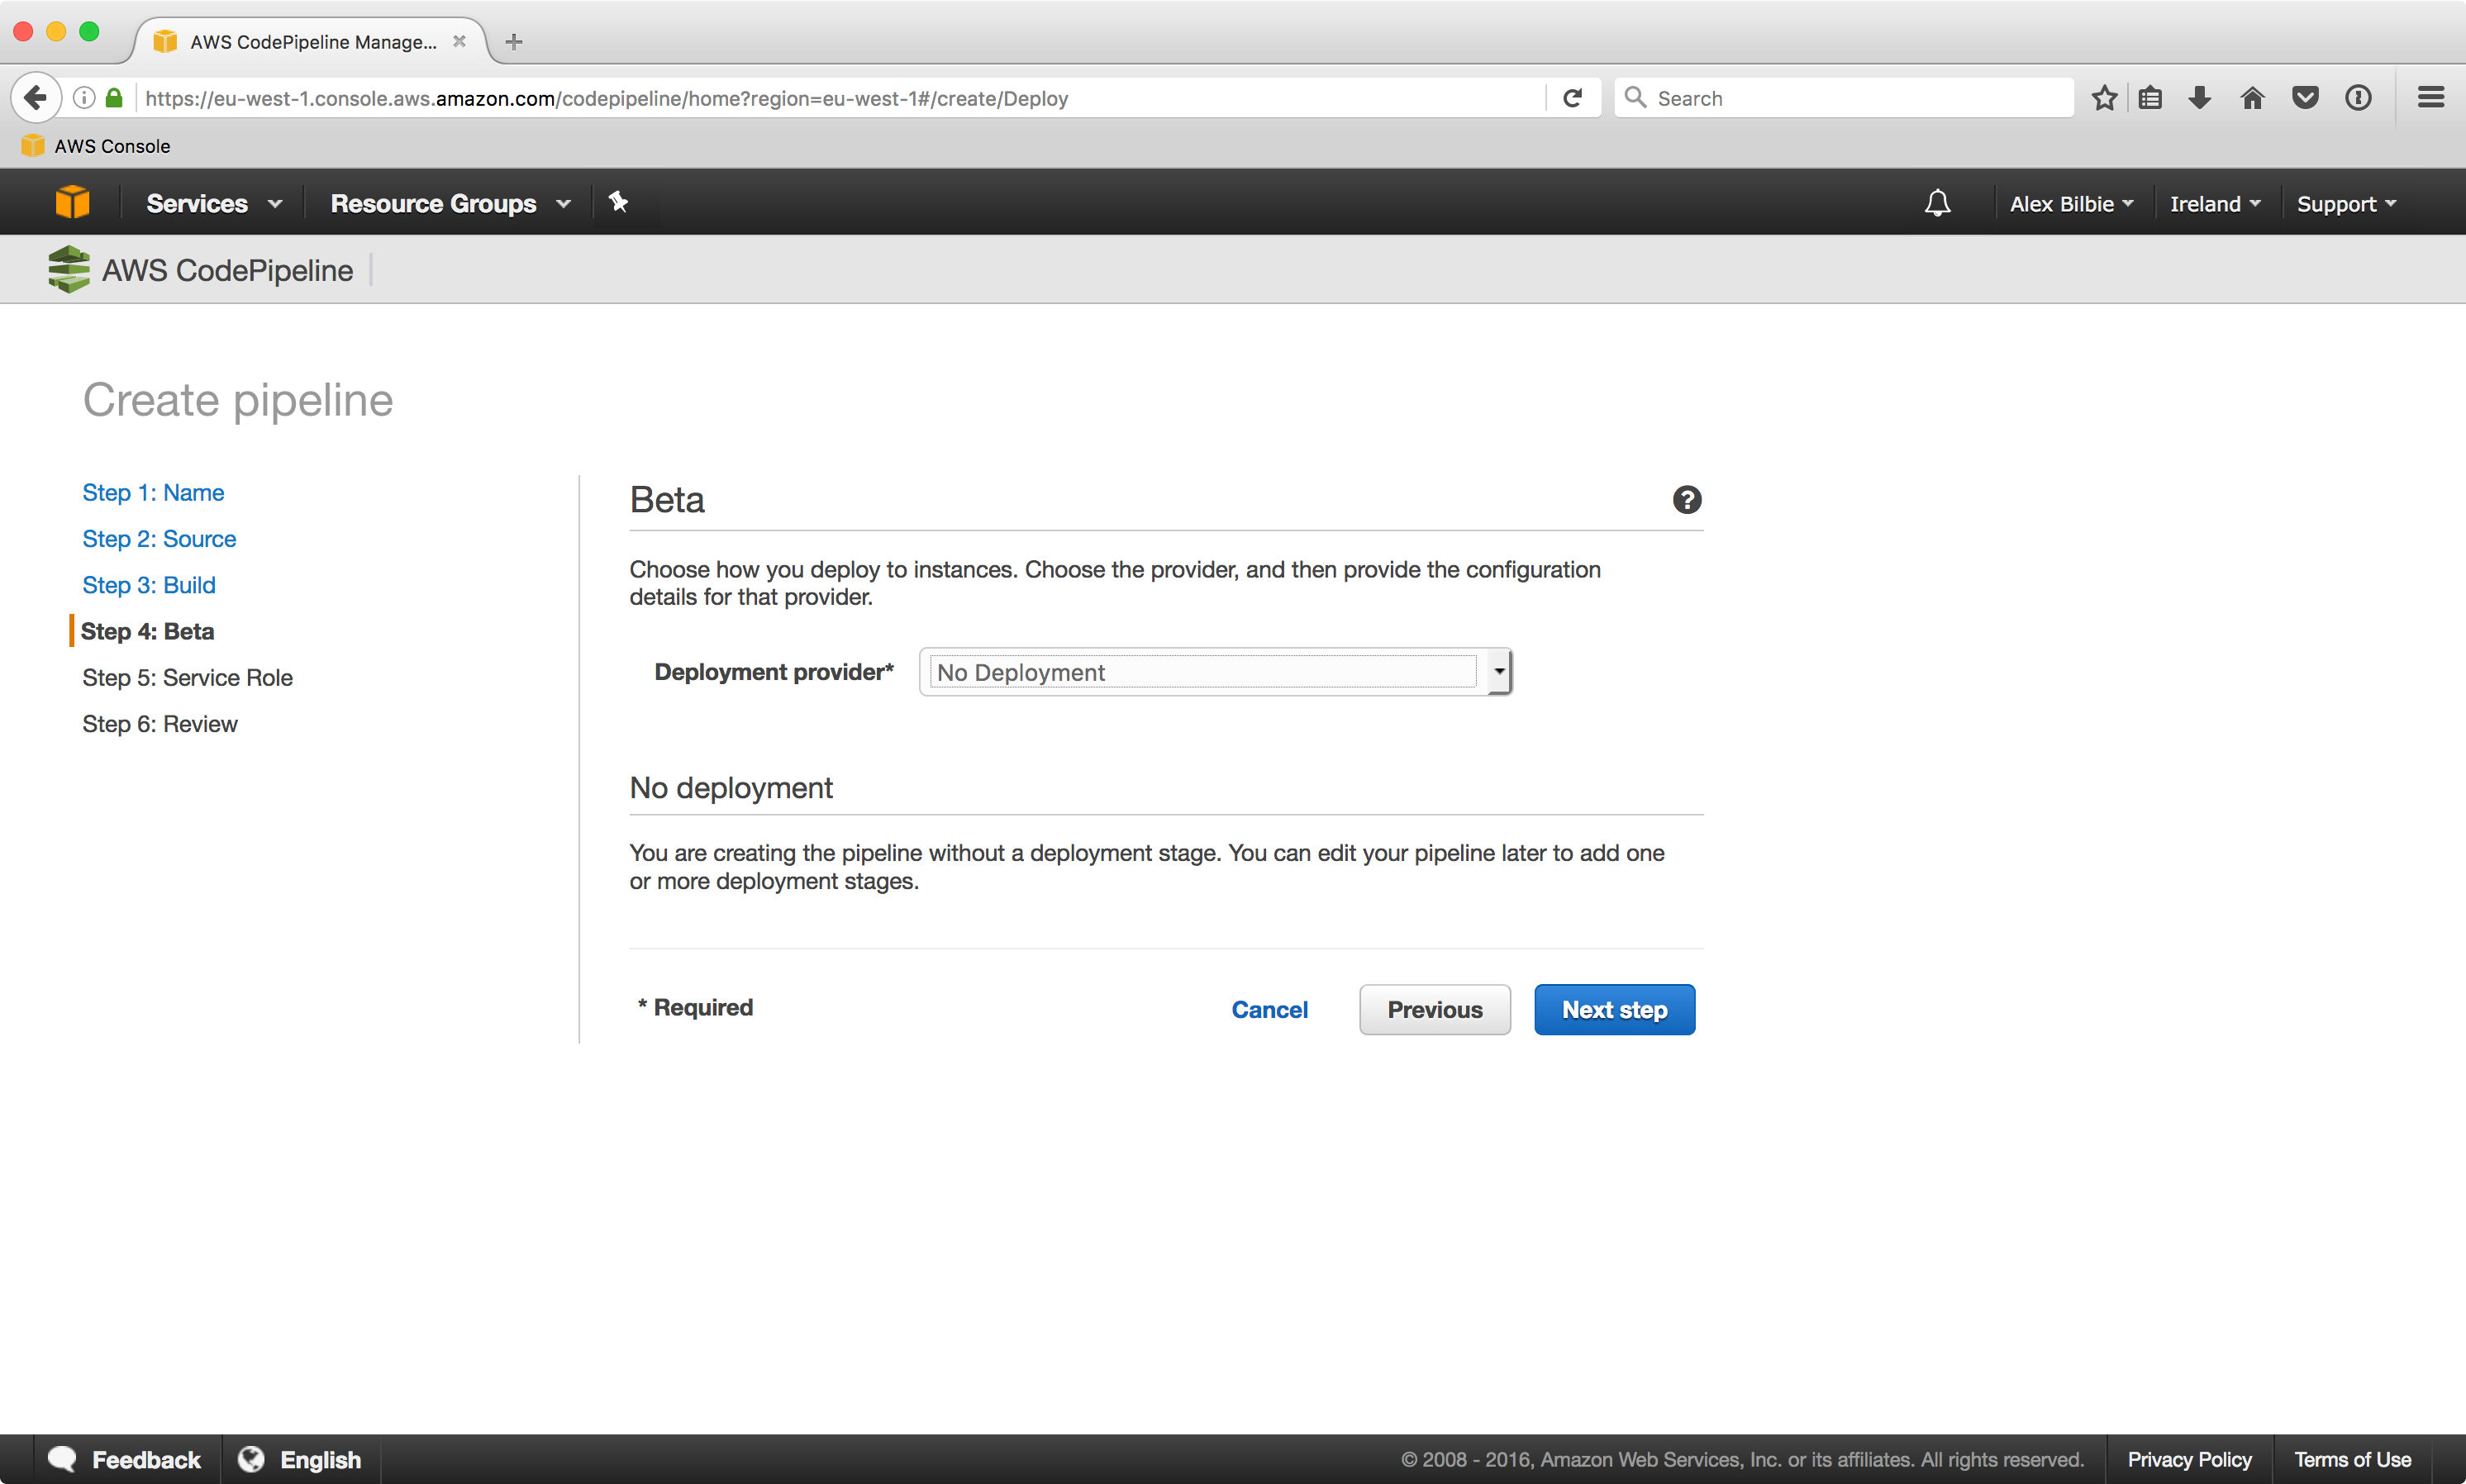 AWS CodePipeline Manage...
https://eu-west-1.console.aws.amazon.com/codepipeline/home?region=eu-west-1#/create/Deploy
Search
AWS Console
Services
Resource Groups
Alex Bilbie
Ireland
Support
AWS CodePipeline
Create pipeline
Step 1: Name
Step 2: Source
Step 3: Build
Step 4: Beta
Step 5: Service Role
Step 6: Review
Beta
Choose how you deploy to instances. Choose the provider, and then provide the configuration
details for that provider.
Deployment provider*
No Deployment
No deployment
You are creating the pipeline without a deployment stage. You can edit your pipeline later to add one
or more deployment stages.
* Required
Cancel
Previous
Next step
Feedback
English
© 2008 - 2016, Amazon Web Services, Inc. or its affiliates. All rights reserved.
Privacy Policy
Terms of Use